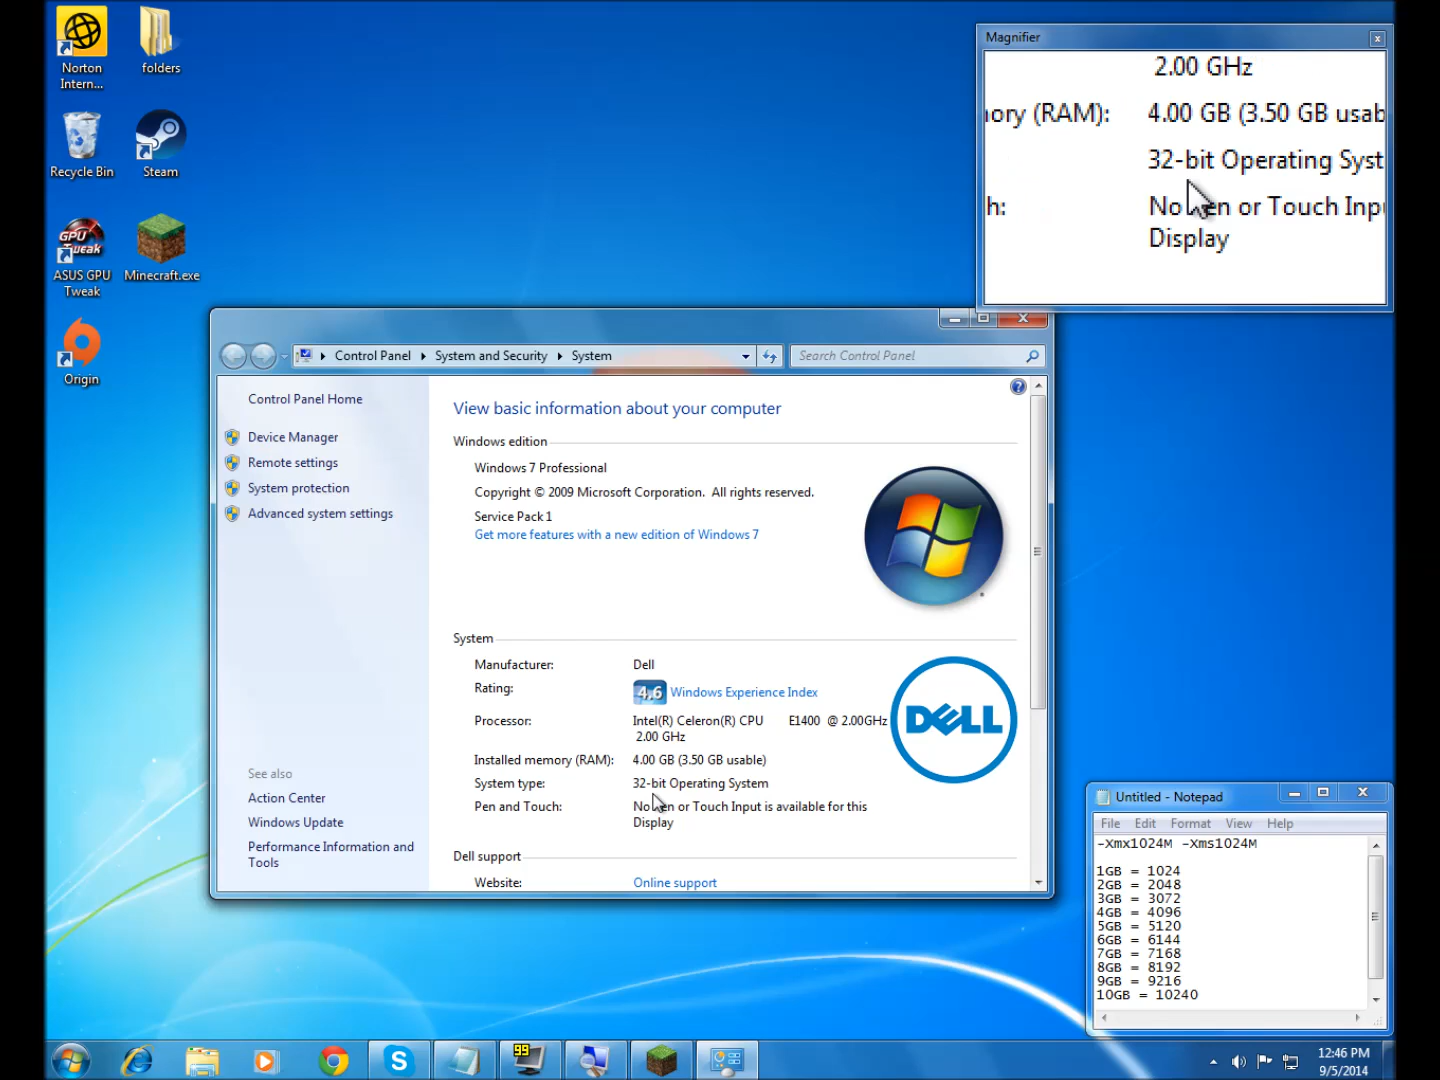 Norton
Intern...
folders
Recycle Bin
Steam
GPU
Tweak
ASUS GPU
Tweak
Minecraft.exe
Origin
Magnifier
2.00 GHz
ory (RAM): 4.00 GB (3.50 GB usab
32-bit Operating Syst
h: No en or Touch Inp
Display
Control Panel System and Security System
Search Control Panel
Control Panel Home
Device Manager
Remote settings
System protection
Advanced system settings
See also
Action Center
Windows Update
Performance Information and
Tools
View basic information about your computer
Windows edition
Windows 7 Professional
Copyright © 2009 Microsoft Corporation. All rights reserved.
Service Pack 1
Get more features with a new edition of Windows 7
System
Manufacturer: Dell
Rating: 4.6 Windows Experience Index
Processor: Intel(R) Celeron(R) CPU E1400 @ 2.00GHz
2.00 GHz
Installed memory (RAM): 4.00 GB (3.50 GB usable)
System type: 32-bit Operating System
Pen and Touch: No en or Touch Input is available for this
Display
DELL
Dell support
Website: Online support
Untitled - Notepad
File Edit Format View Help
-Xmx1024M -Xms1024M
1GB = 1024
2GB = 2048
3GB = 3072
4GB = 4096
5GB = 5120
6GB = 6144
7GB = 7168
8GB = 8192
9GB = 9216
10GB = 10240
99
12:46 PM
9/5/2014